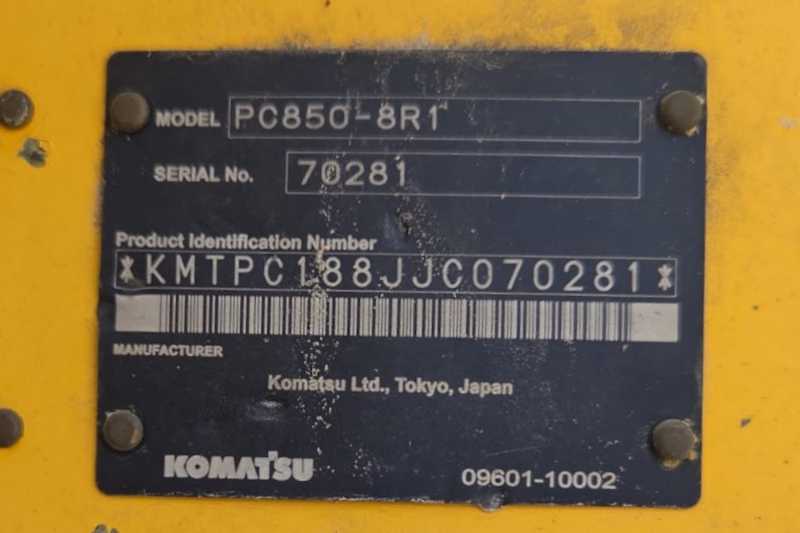 MODEL PC850-8R1
SERIAL No. 70281
Product Identification Number
*KMTPC188JJC070281*
MANUFACTURER
Komatsu Ltd., Tokyo, Japan
KOMATSU 09601-10002